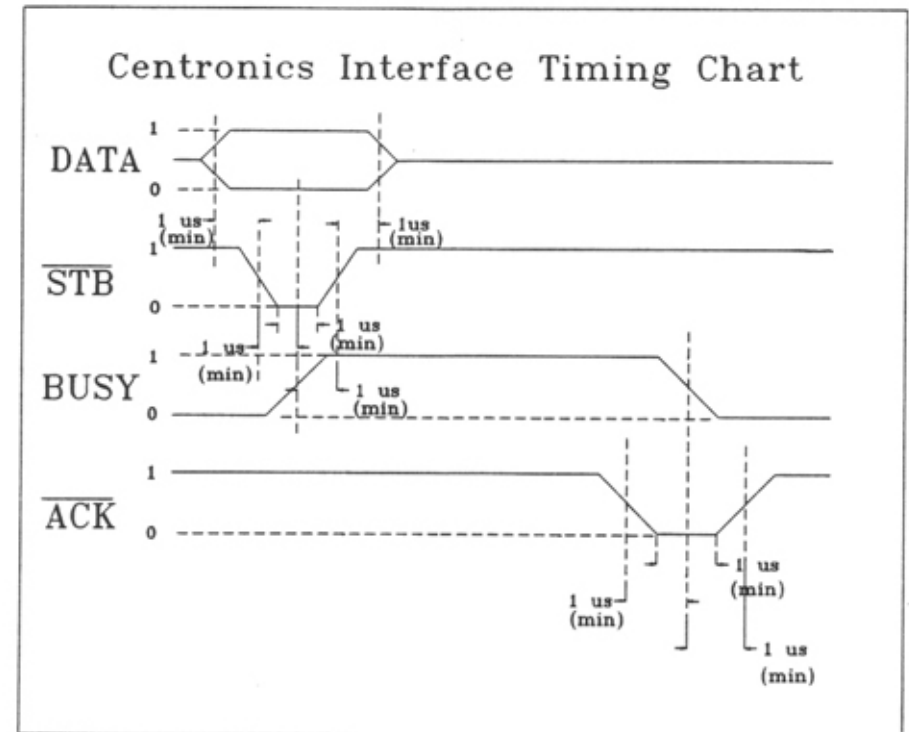 Centronics Interface Timing Chart
1
DATA
0
1 us
(min)
1us
(min)
1
STB
0
1 us
(min)
1 us
(min)
1
BUSY
0
1 us
(min)
1
ACK
0
1 us
(min)
1 us
(min)
1 us
(min)